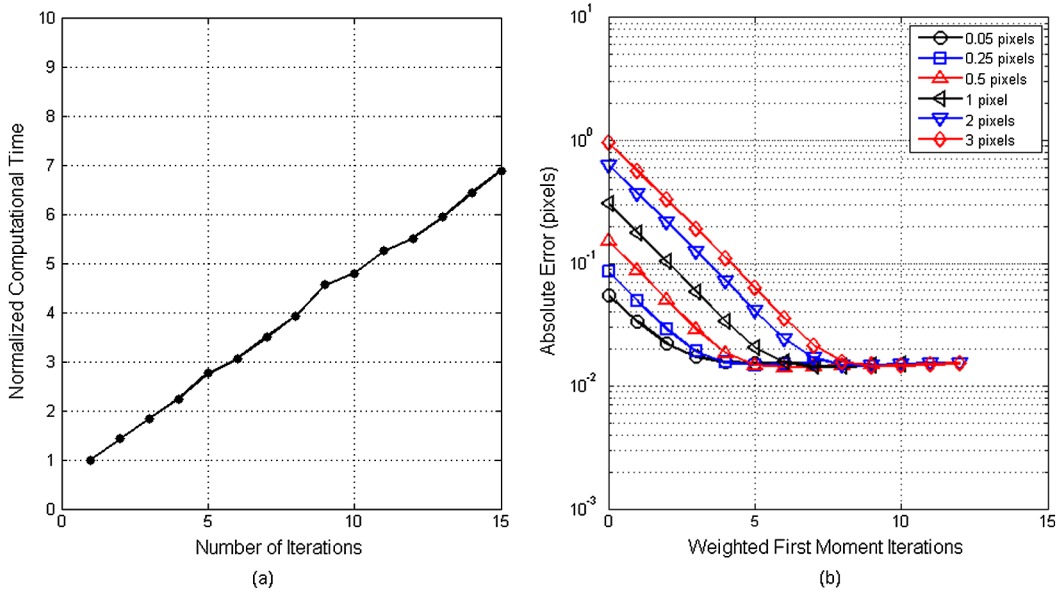 10
9
8
7
6
5
4
3
2
1
0
0 5 10 15
Normalized Computational Time
Number of Iterations
(a)
10^1
10^0
10^-1
10^-2
10^-3
0 5 10 15
Absolute Error (pixels)
Weighted First Moment Iterations
0.05 pixels
0.25 pixels
0.5 pixels
1 pixel
2 pixels
3 pixels
(b)